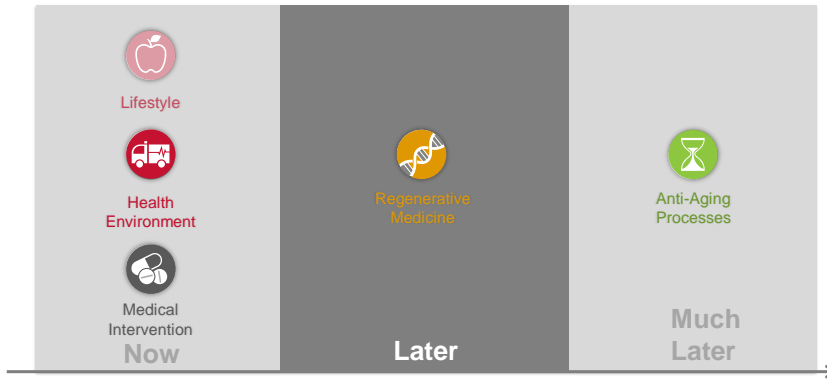 Lifestyle
Health
Environment
Medical
Intervention
Now
Regenerative
Medicine
Later
Anti-Aging
Processes
Much
Later